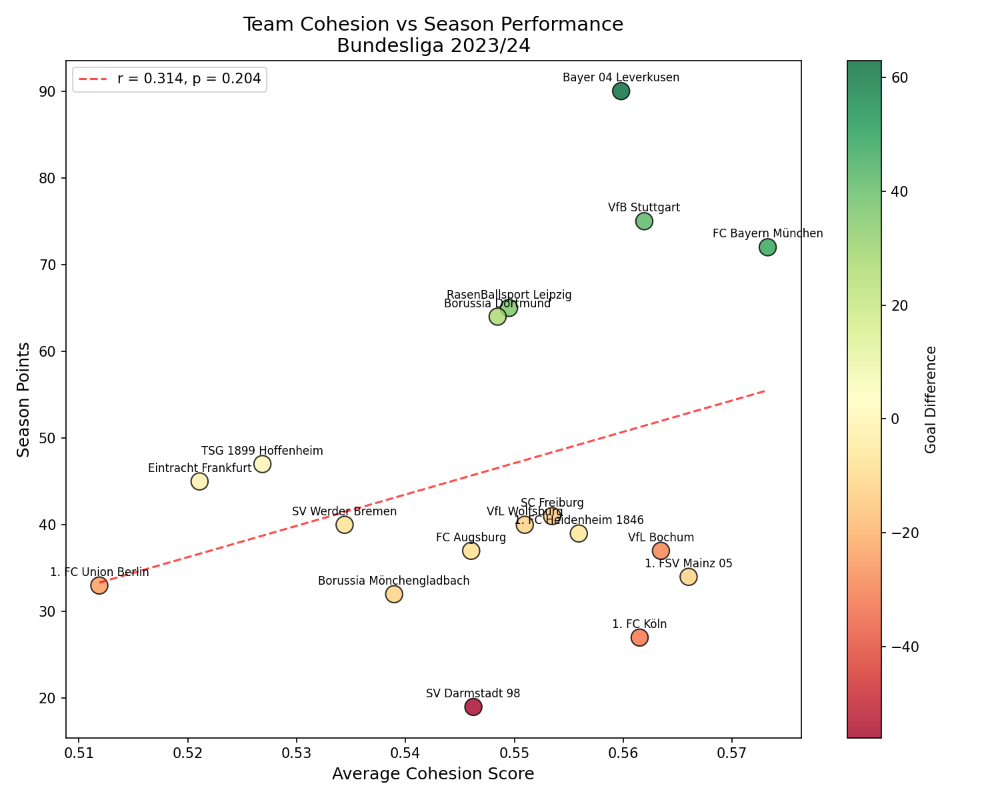 Team Cohesion vs Season Performance
Bundesliga 2023/24
r = 0.314, p = 0.204
Bayer 04 Leverkusen
VfB Stuttgart
FC Bayern München
RasenBallsport Leipzig
Borussia Dortmund
TSG 1899 Hoffenheim
Eintracht Frankfurt
SV Werder Bremen
SC Freiburg
VfL Wolfsburg
1. FC Heidenheim 1846
FC Augsburg
VfL Bochum
1. FSV Mainz 05
1. FC Union Berlin
Borussia Mönchengladbach
1. FC Köln
SV Darmstadt 98
90
80
70
60
50
40
30
20
Season Points
0.51 0.52 0.53 0.54 0.55 0.56 0.57
Average Cohesion Score
60
40
20
0
−20
−40
Goal Difference